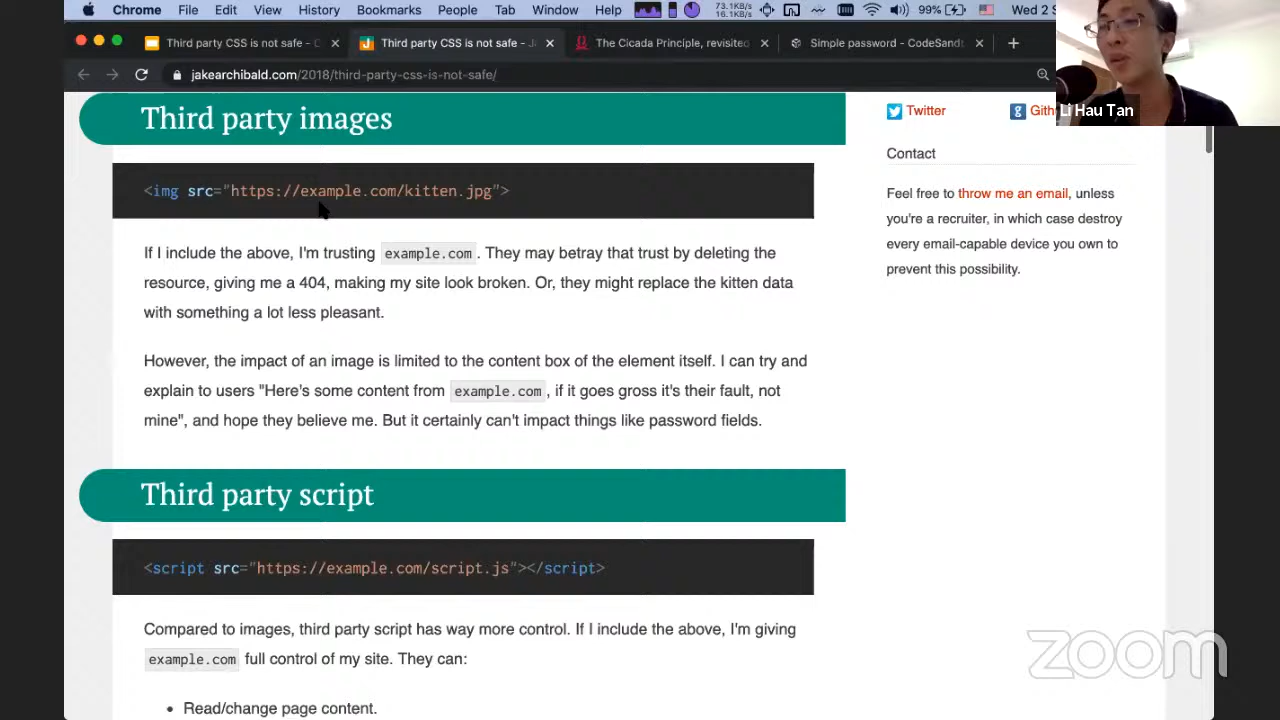 Chrome File Edit View History Bookmarks People Tab Window Help 73.1KB/s 16.1KB/s 99% Wed 2 S
Third party CSS is not safe - Third party CSS is not safe - The Cicada Principle, revisited Simple password - CodeSand
jakearchibald.com/2018/third-party-css-is-not-safe/
Li Hau Tan
Third party images
<img src="https://example.com/kitten.jpg">
If I include the above, I'm trusting example.com. They may betray that trust by deleting the
resource, giving me a 404, making my site look broken. Or, they might replace the kitten data
with something a lot less pleasant.
However, the impact of an image is limited to the content box of the element itself. I can try and
explain to users "Here's some content from example.com, if it goes gross it's their fault, not
mine", and hope they believe me. But it certainly can't impact things like password fields.
Third party script
<script src="https://example.com/script.js"></script>
Compared to images, third party script has way more control. If I include the above, I'm giving
example.com full control of my site. They can:
• Read/change page content.
Twitter Gith
Contact
Feel free to throw me an email, unless
you're a recruiter, in which case destroy
every email-capable device you own to
prevent this possibility.
zoom